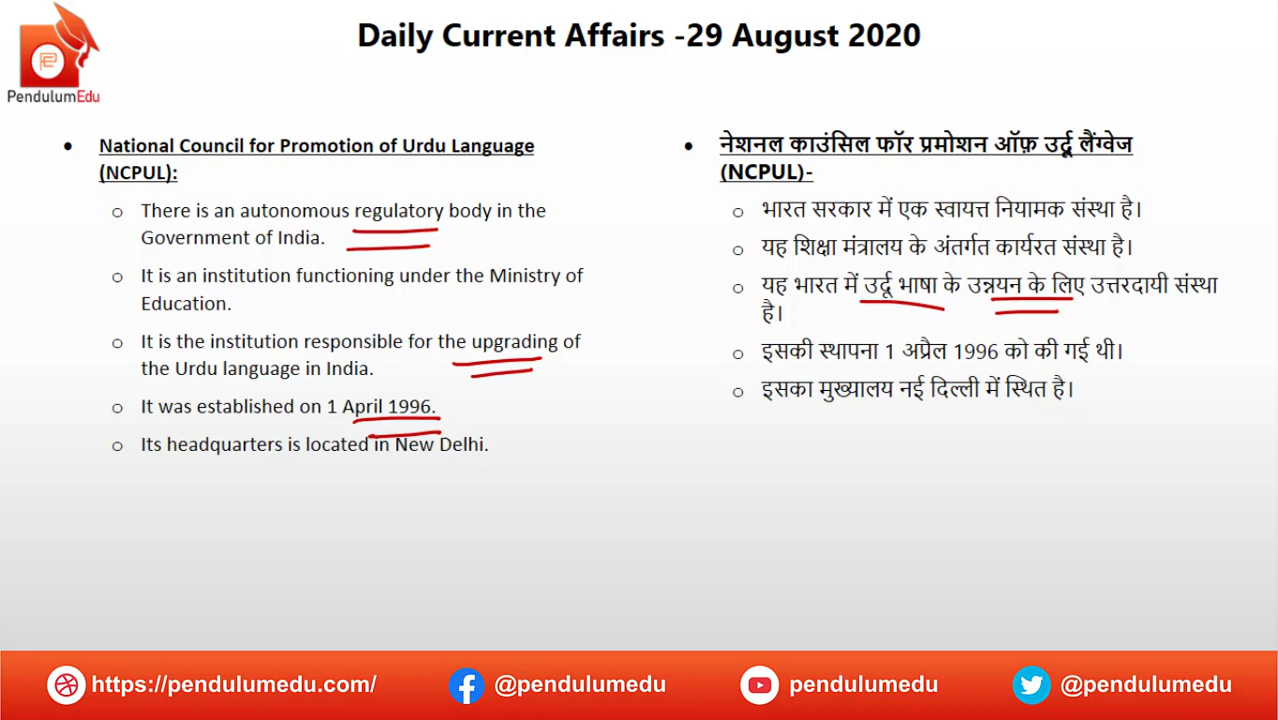 Daily Current Affairs -29 August 2020
PendulumEdu
National Council for Promotion of Urdu Language
(NCPUL):
There is an autonomous regulatory body in the
Government of India.
It is an institution functioning under the Ministry of
Education.
It is the institution responsible for the upgrading of
the Urdu language in India.
It was established on 1 April 1996.
Its headquarters is located in New Delhi.
नेशनल काउंसिल फॉर प्रमोशन ऑफ़ उर्दू लैंग्वेज
(NCPUL)-
भारत सरकार में एक स्वायत्त नियामक संस्था है।
यह शिक्षा मंत्रालय के अंतर्गत कार्यरत संस्था है।
यह भारत में उर्दू भाषा के उन्नयन के लिए उत्तरदायी संस्था
है।
इसकी स्थापना 1 अप्रैल 1996 को की गई थी।
इसका मुख्यालय नई दिल्ली में स्थित है।
https://pendulumedu.com/
@pendulumedu
pendulumedu
@pendulumedu